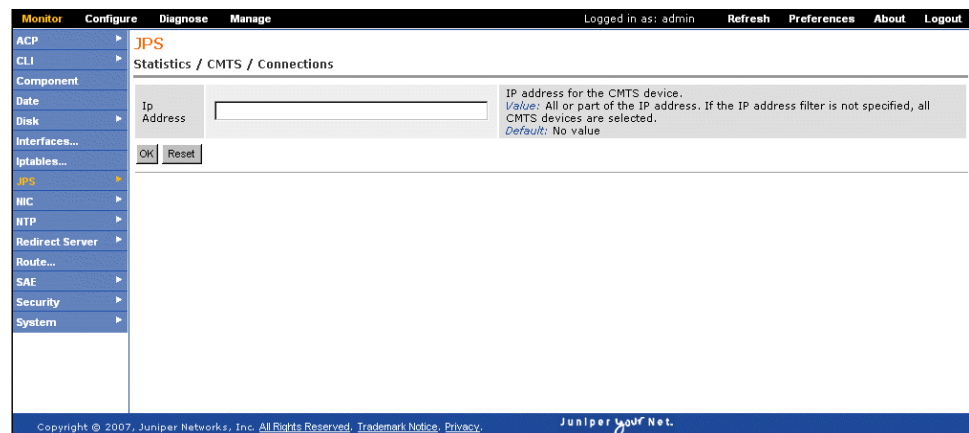 Monitor Configure Diagnose Manage Logged in as: admin Refresh Preferences About Logout
ACP
CLI
Component
Date
Disk
Interfaces...
Iptables...
JPS
NIC
NTP
Redirect Server
Route...
SAE
Security
System
JPS
Statistics / CMTS / Connections
Ip
Address
IP address for the CMTS device.
Value: All or part of the IP address. If the IP address filter is not specified, all
CMTS devices are selected.
Default: No value
OK Reset
Copyright © 2007, Juniper Networks, Inc. All Rights Reserved. Trademark Notice. Privacy.
Juniper your Net.